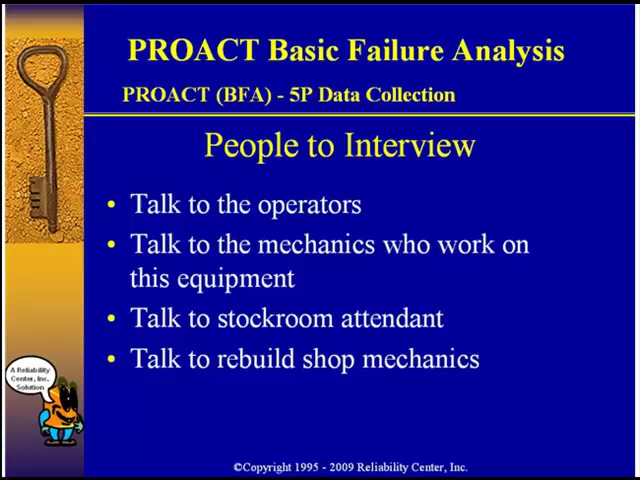 PROACT Basic Failure Analysis
PROACT (BFA) - 5P Data Collection
People to Interview
• Talk to the operators
• Talk to the mechanics who work on
this equipment
• Talk to stockroom attendant
• Talk to rebuild shop mechanics
A Reliability
Center, Inc.
Solution
©Copyright 1995 - 2009 Reliability Center, Inc.